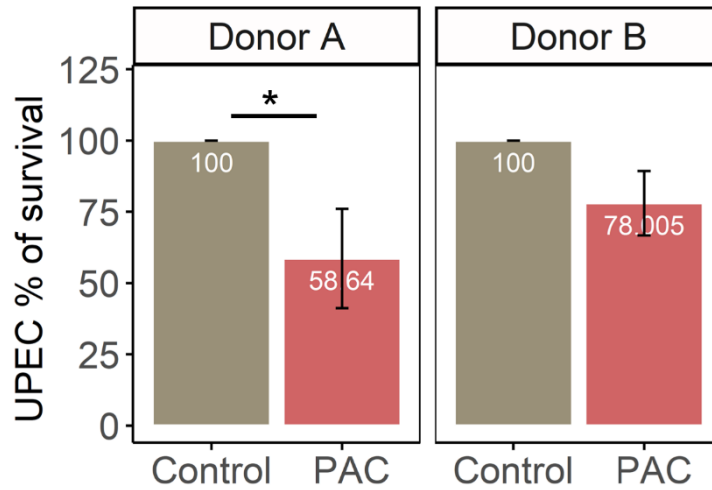 Donor A
Donor B
UPEC % of survival
125
100
75
50
25
0
*
100
58.64
100
78.005
Control
PAC
Control
PAC